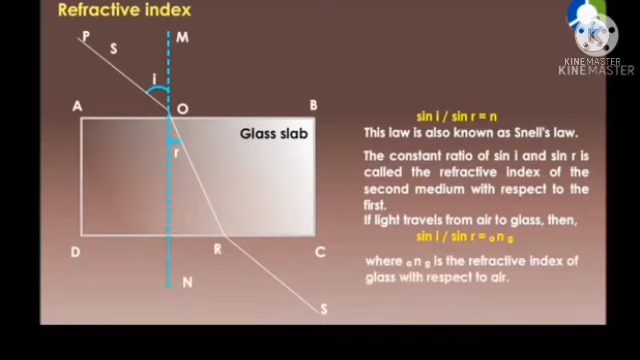 Refractive index
KINEMASTER
KINEMASTER
P
S
M
i
A
O
B
Glass slab
r
D
R
C
N
S
sin i / sin r = n
This law is also known as Snell's law.
The constant ratio of sin i and sin r is
called the refractive index of the
second medium with respect to the
first.
If light travels from air to glass, then,
sin i / sin r = ₐ n g
where ₐ n g is the refractive index of
glass with respect to air.